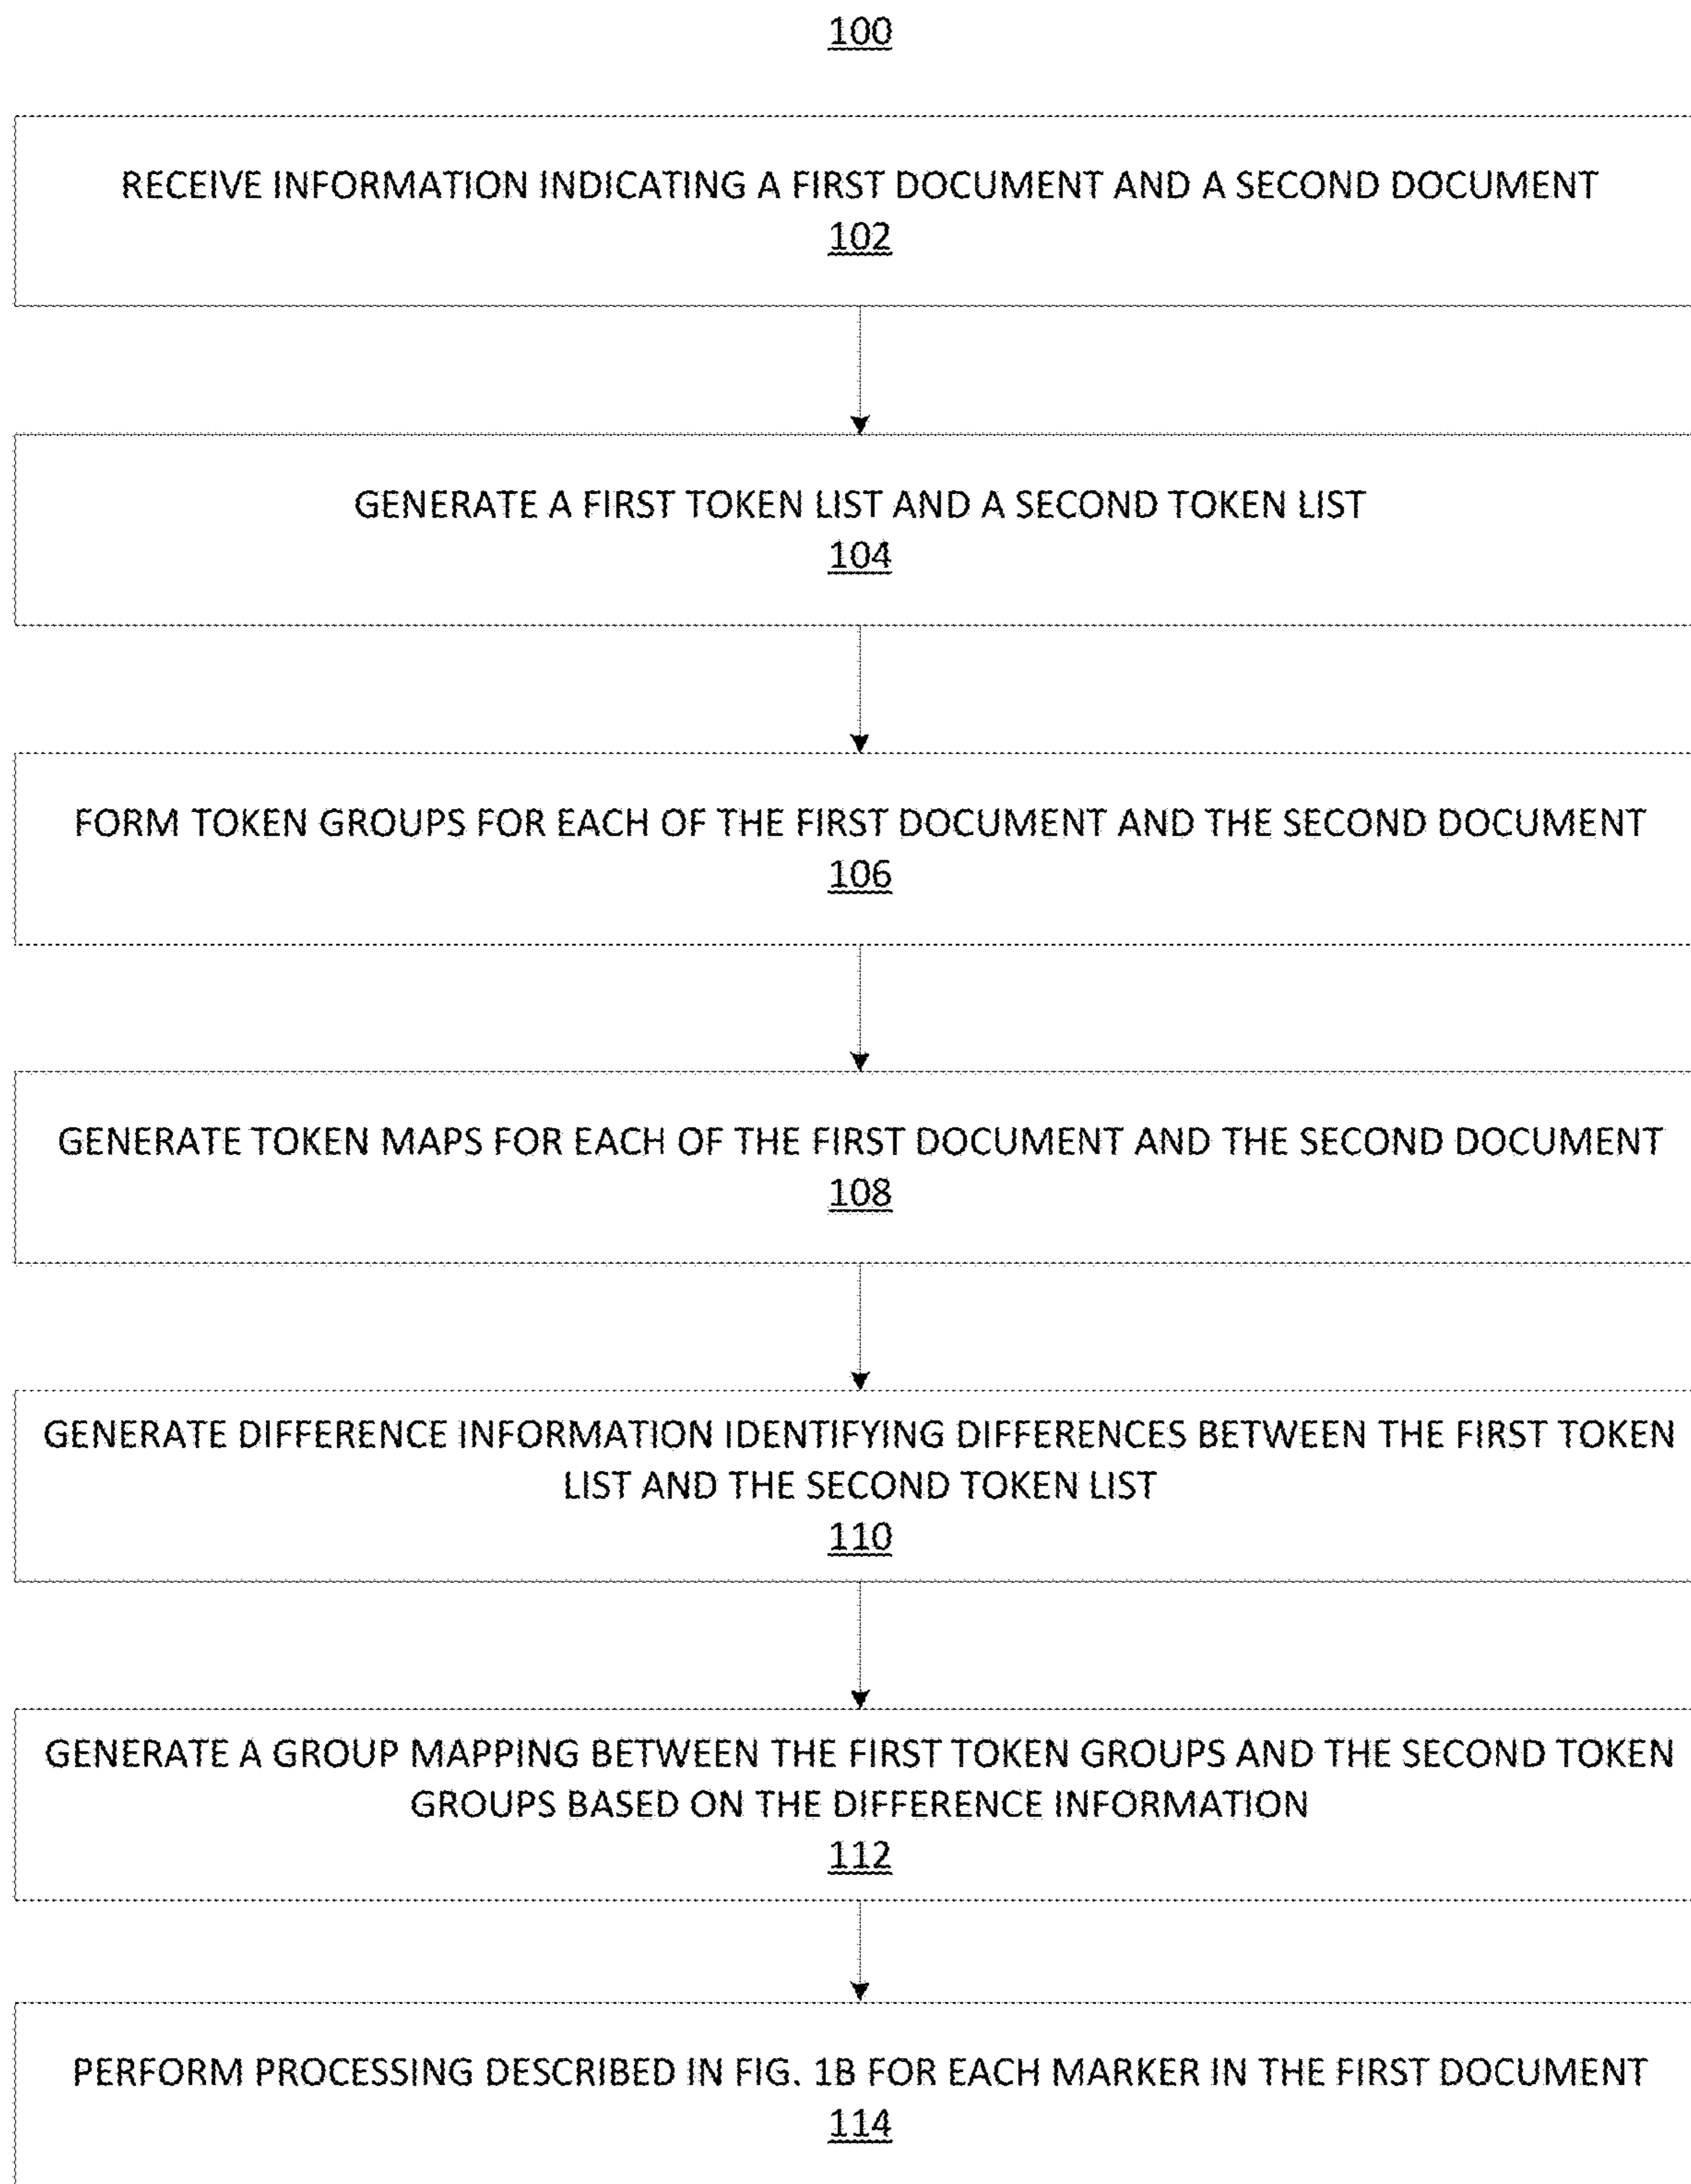 100
RECEIVE INFORMATION INDICATING A FIRST DOCUMENT AND A SECOND DOCUMENT
102
GENERATE A FIRST TOKEN LIST AND A SECOND TOKEN LIST
104
FORM TOKEN GROUPS FOR EACH OF THE FIRST DOCUMENT AND THE SECOND DOCUMENT
106
GENERATE TOKEN MAPS FOR EACH OF THE FIRST DOCUMENT AND THE SECOND DOCUMENT
108
GENERATE DIFFERENCE INFORMATION IDENTIFYING DIFFERENCES BETWEEN THE FIRST TOKEN
LIST AND THE SECOND TOKEN LIST
110
GENERATE A GROUP MAPPING BETWEEN THE FIRST TOKEN GROUPS AND THE SECOND TOKEN
GROUPS BASED ON THE DIFFERENCE INFORMATION
112
PERFORM PROCESSING DESCRIBED IN FIG. 1B FOR EACH MARKER IN THE FIRST DOCUMENT
114